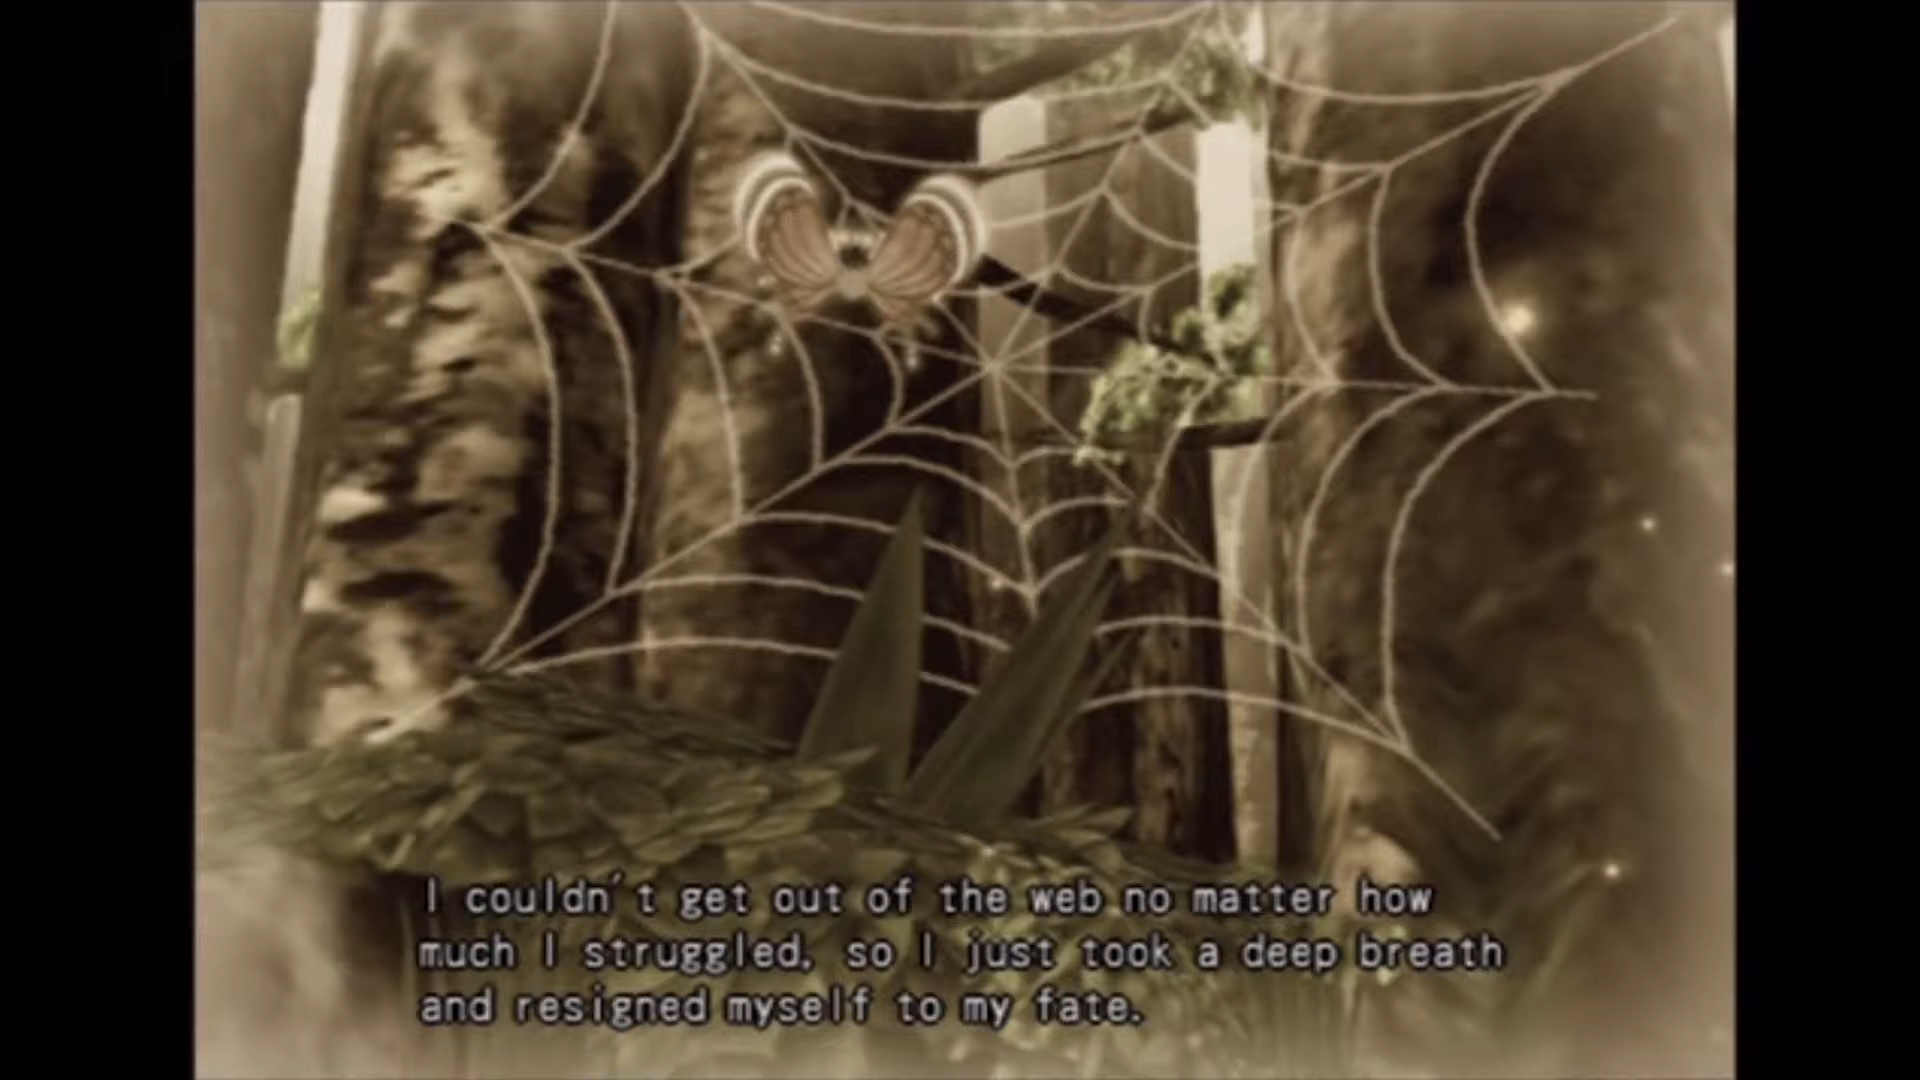 I couldn't get out of the web no matter how
much I struggled, so I just took a deep breath
and resigned myself to my fate.